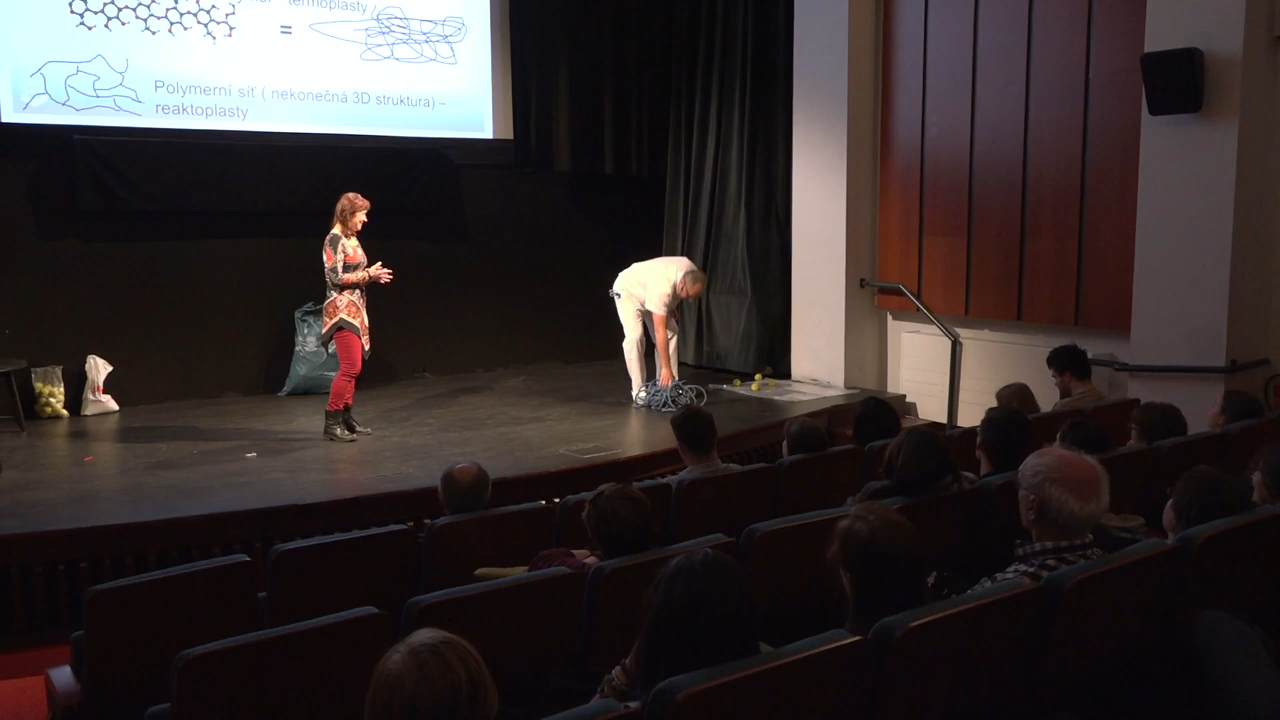 termoplasty
=
Polymerní síť ( nekonečná 3D struktura) –
reaktoplasty